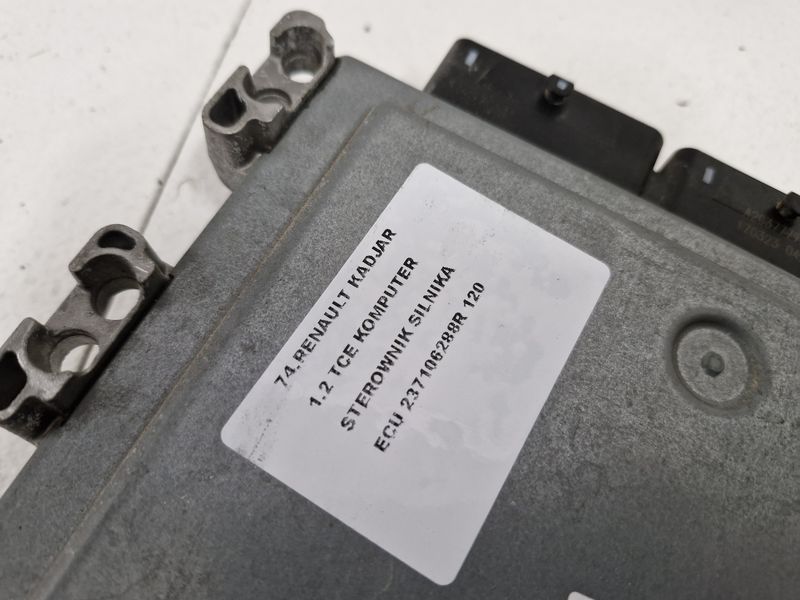 74.RENAULT KADJAR
1.2 TCE KOMPUTER
STEROWNIK SILNIKA
ECU 237106288R 120